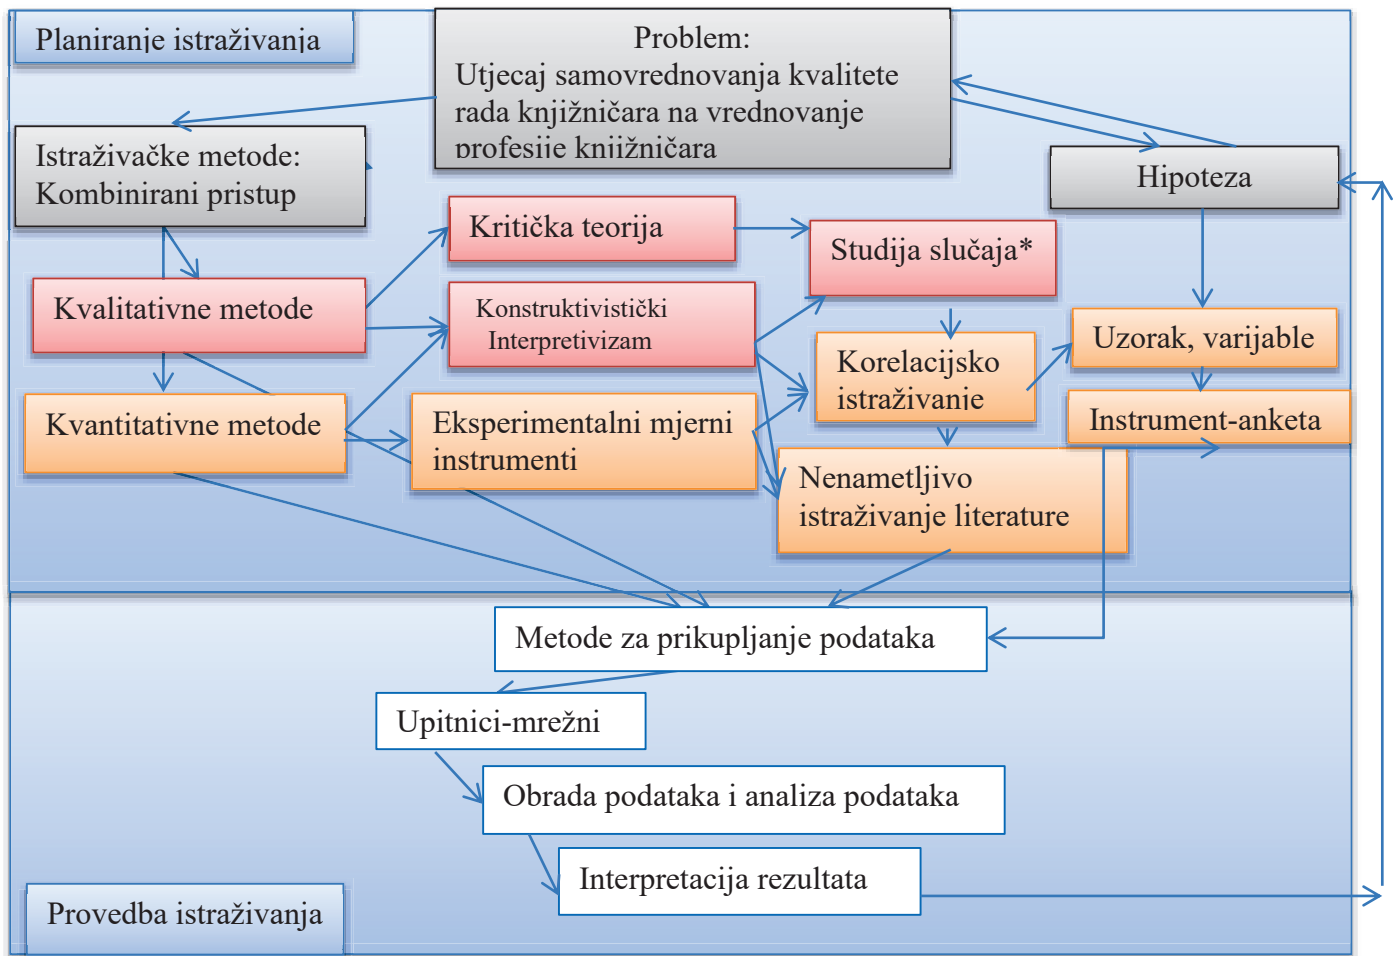 Planiranje istraživanja
Problem:
Utjecaj samovrednovanja kvalitete
rada knjižničara na vrednovanje
profesije knjižničara
Istraživačke metode:
Kombinirani pristup
Hipoteza
Kritička teorija
Studija slučaja*
Kvalitativne metode
Konstruktivistički
Interpretivizam
Uzorak, varijable
Korelacijsko
istraživanje
Kvantitativne metode
Eksperimentalni mjerni
instrumenti
Instrument-anketa
Nenametljivo
istraživanje literature
Metode za prikupljanje podataka
Upitnici-mrežni
Obrada podataka i analiza podataka
Interpretacija rezultata
Provedba istraživanja